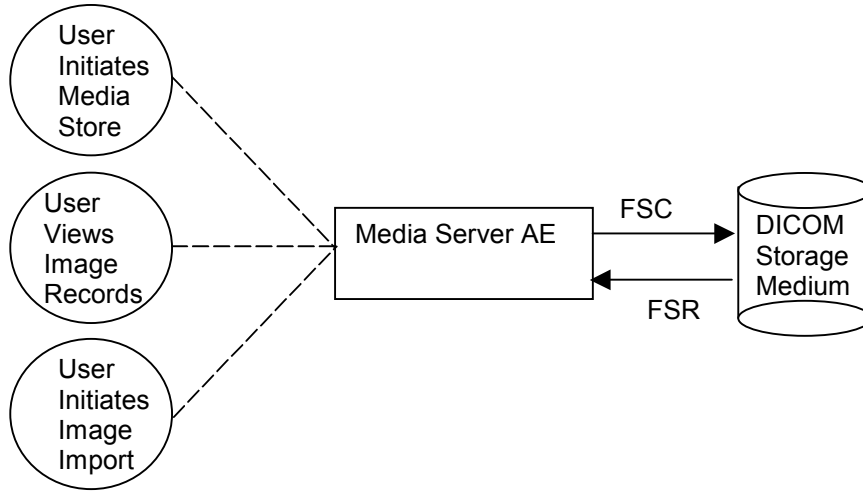 User
Initiates
Media
Store
User
Views
Image
Records
User
Initiates
Image
Import
Media Server AE
FSC
FSR
DICOM
Storage
Medium